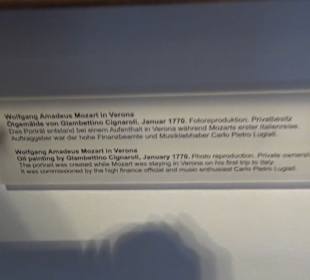 Wolfgang Amadeus Mozart in Verona
Ölgemälde von Giambettino Cignaroli, Januar 1770. Fotoreproduktion. Privatbesitz
Das Porträt entstand bei einem Aufenthalt in Verona während Mozarts erster Italienreise.
Auftraggeber war der hohe Finanzbeamte und Musikliebhaber Carlo Pietro Lugiati.
Wolfgang Amadeus Mozart in Verona
Oil painting by Giambettino Cignaroli, January 1770. Photo reproduction. Private
The portrait was created while Mozart was staying in Verona on his first trip to Italy.
It was commissioned by the high finance official and music enthusiast Carlo Pietro Lugiati.